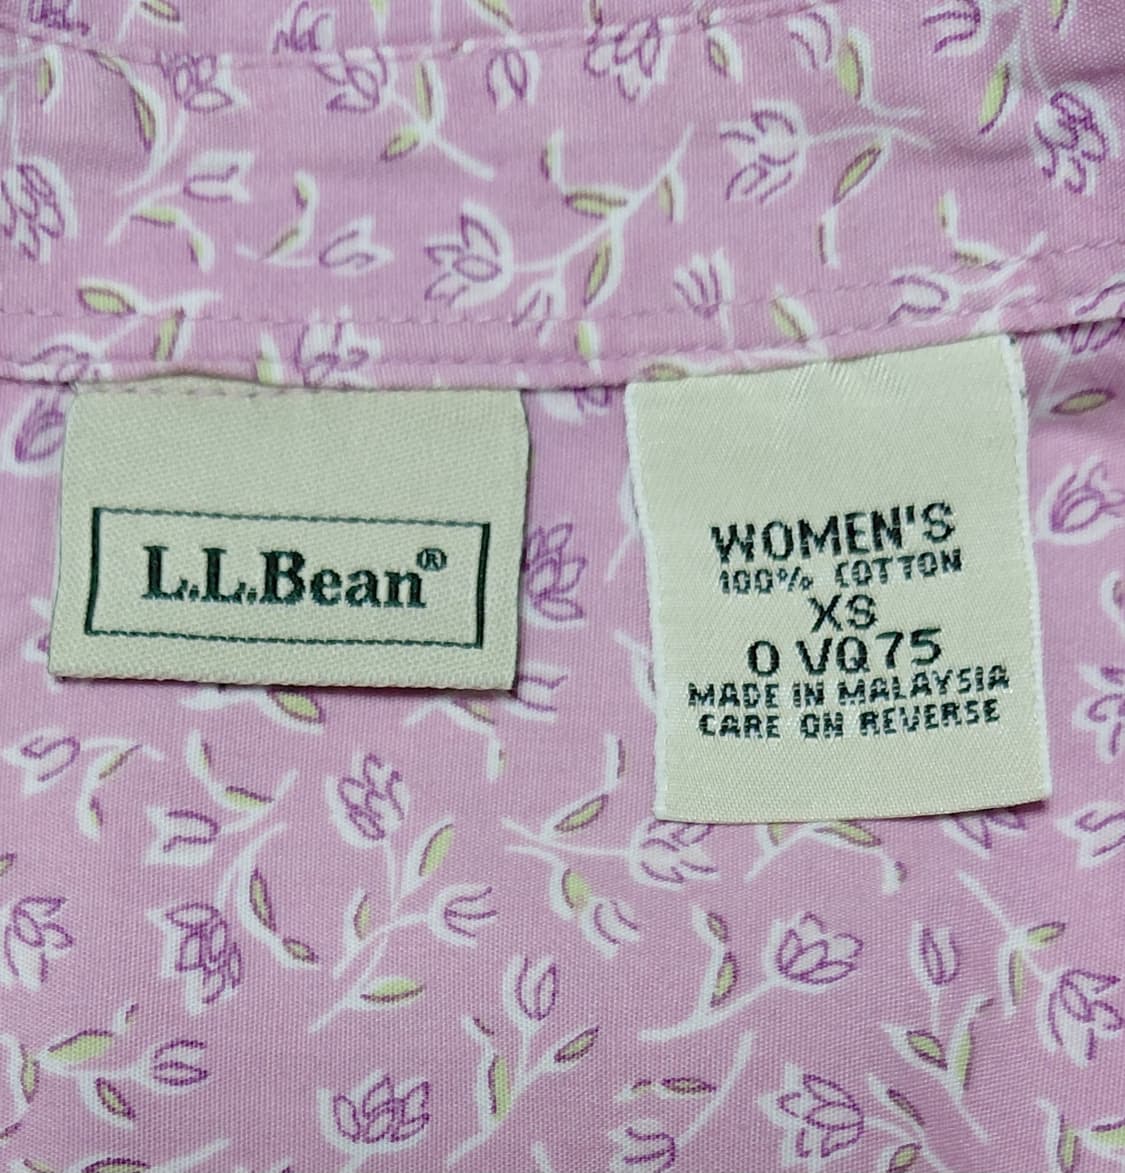 L.L.Bean®
WOMEN'S
100% COTTON
XS
0 VQ75
MADE IN MALAYSIA
CARE ON REVERSE